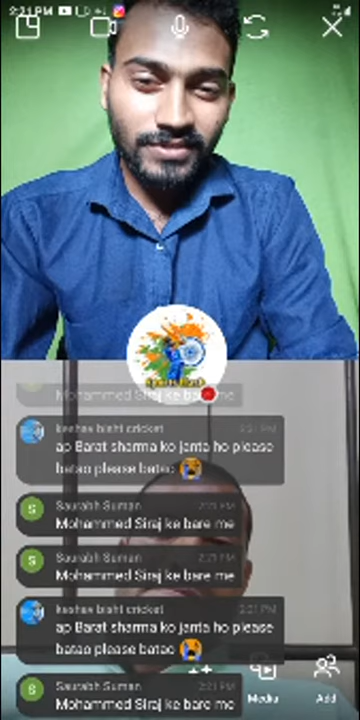 2:21 PM
Sports Hook
Mohammed Siraj ke bare me
keshav bisht cricket 2:21 PM
ap Barat sharma ko janta ho please
batao please batao 😭
S Saurabh Suman 2:21 PM
Mohammed Siraj ke bare me
S Saurabh Suman 2:21 PM
Mohammed Siraj ke bare me
keshav bisht cricket 2:21 PM
ap Barat sharma ko janta ho please
batao please batao 😭
S Saurabh Suman 2:21 PM
Mohammed Siraj ke bare me
Media
Add